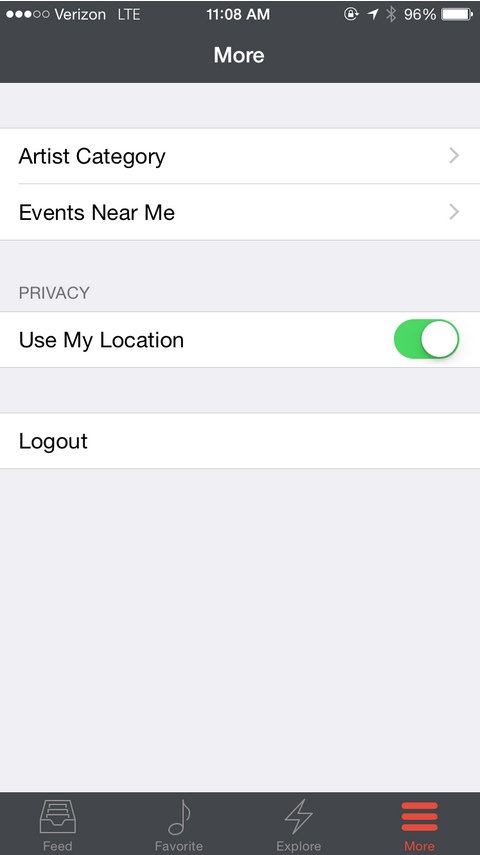 Verizon LTE 11:08 AM 96%
More
Artist Category
Events Near Me
PRIVACY
Use My Location
Logout
Feed Favorite Explore More